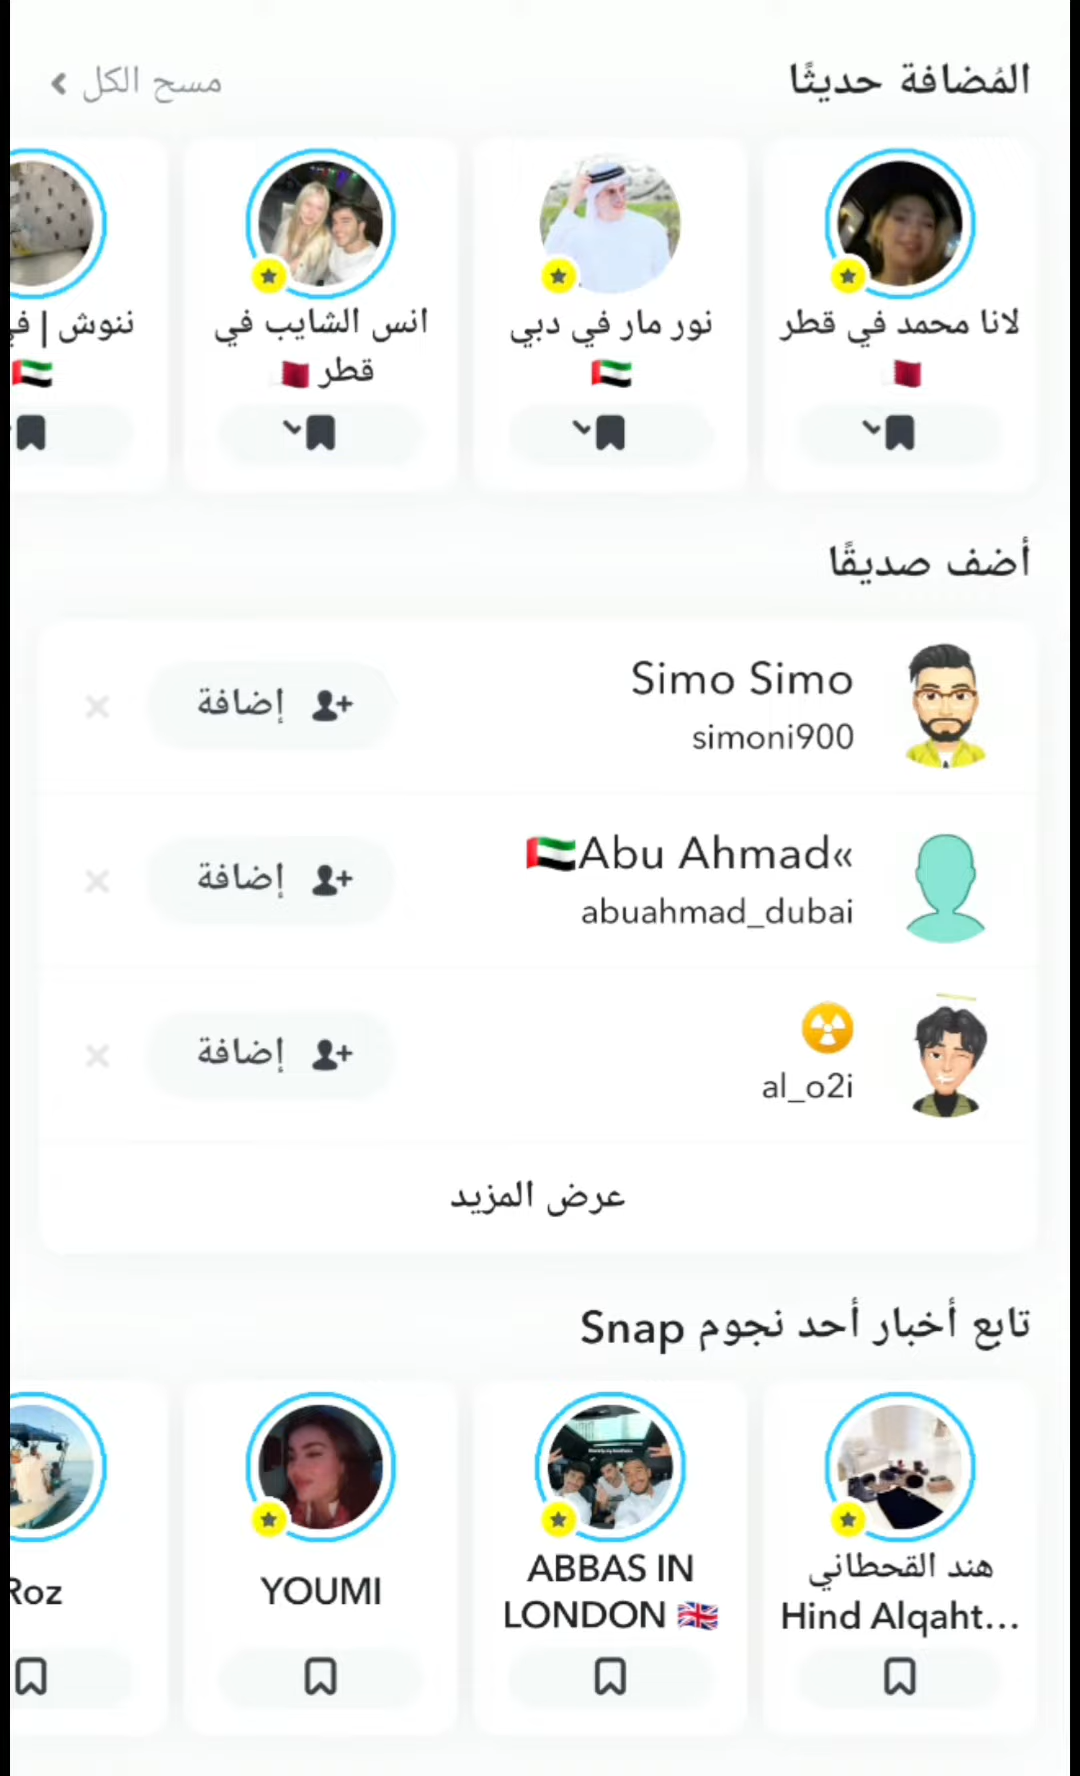 المُضافة حديثًا
مسح الكل
لانا محمد في قطر 🇶🇦
نور مار في دبي 🇦🇪
انس الشايب في
قطر 🇶🇦
ننوش | في
🇦🇪
أضف صديقًا
Simo Simo
simoni900
إضافة
🇦🇪Abu Ahmad«
abuahmad_dubai
إضافة
☢️
al_o2i
إضافة
عرض المزيد
تابع أخبار أحد نجوم Snap
هند القحطاني
Hind Alqaht...
ABBAS IN
LONDON 🇬🇧
YOUMI
Roz